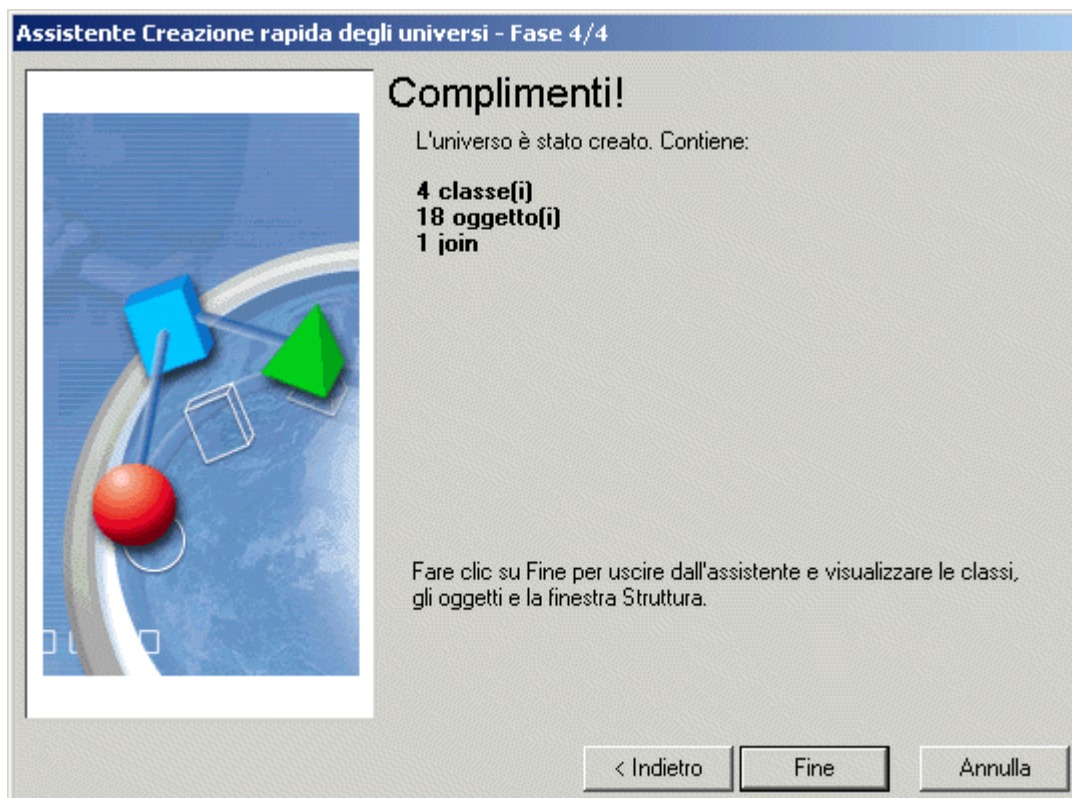 Assistente Creazione rapida degli universi - Fase 4/4
Complimenti!
L'universo è stato creato. Contiene:
4 classe(i)
18 oggetto(i)
1 join
Fare clic su Fine per uscire dall'assistente e visualizzare le classi,
gli oggetti e la finestra Struttura.
< Indietro
Fine
Annulla